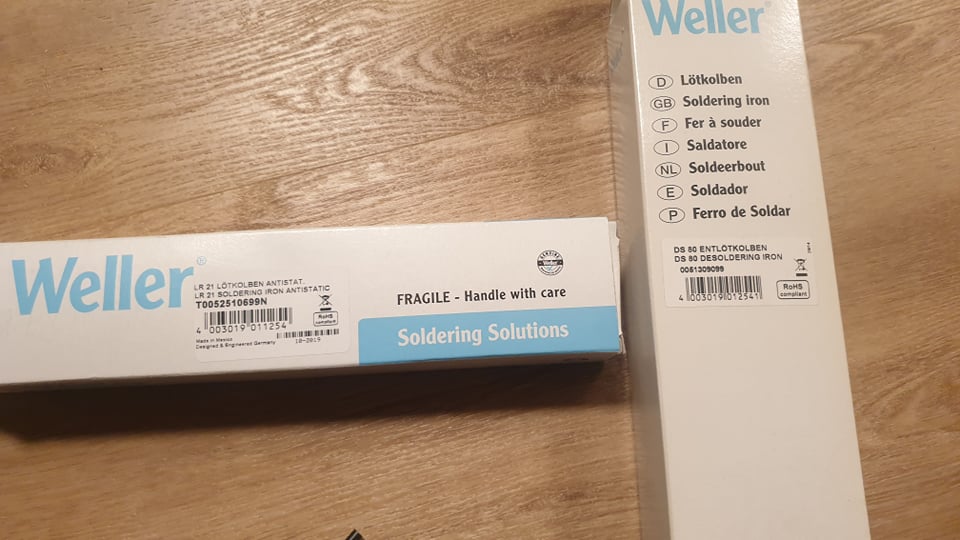 Weller®
LR 21 LÖTKOLBEN ANTISTAT.
LR 21 SOLDERING IRON ANTISTATIC
T0052510699N
RoHS
compliant
4 003019 011254
Made in Mexico
Designed & Engineered Germany
10-2019
Weller
FRAGILE - Handle with care
Soldering Solutions
Weller®
D Lötkolben
GB Soldering iron
F Fer à souder
I Saldatore
NL Soldeerbout
E Soldador
P Ferro de Soldar
DS 80 ENTLÖTKOLBEN
DS 80 DESOLDERING IRON
0051309099
4 003019 012541
RoHS
compliant